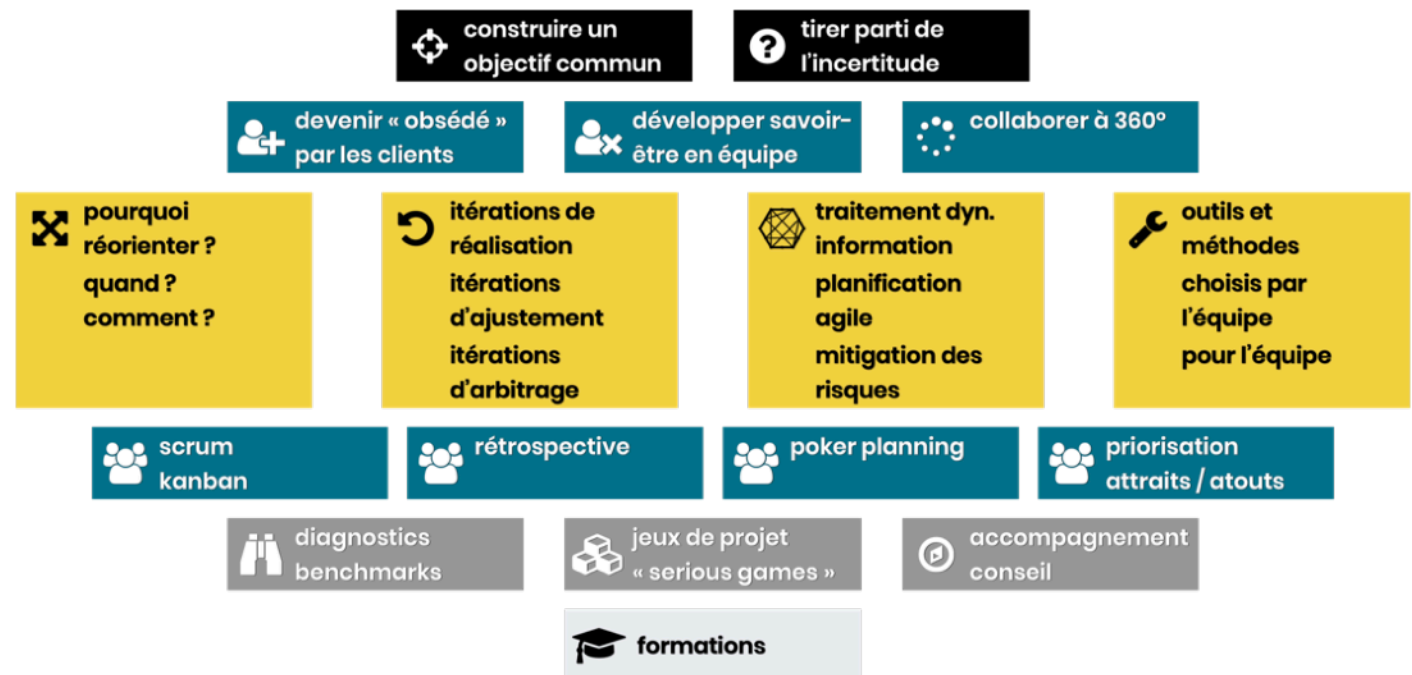 construire un
objectif commun
tirer parti de
l'incertitude
devenir « obsédé »
par les clients
développer savoir-
être en équipe
collaborer à 360°
pourquoi
réorienter ?
quand ?
comment ?
itérations de
réalisation
itérations
d'ajustement
itérations
d'arbitrage
traitement dyn.
information
planification
agile
mitigation des
risques
outils et
méthodes
choisis par
l'équipe
pour l'équipe
scrum
kanban
rétrospective
poker planning
priorisation
attraits / atouts
diagnostics
benchmarks
jeux de projet
« serious games »
accompagnement
conseil
formations